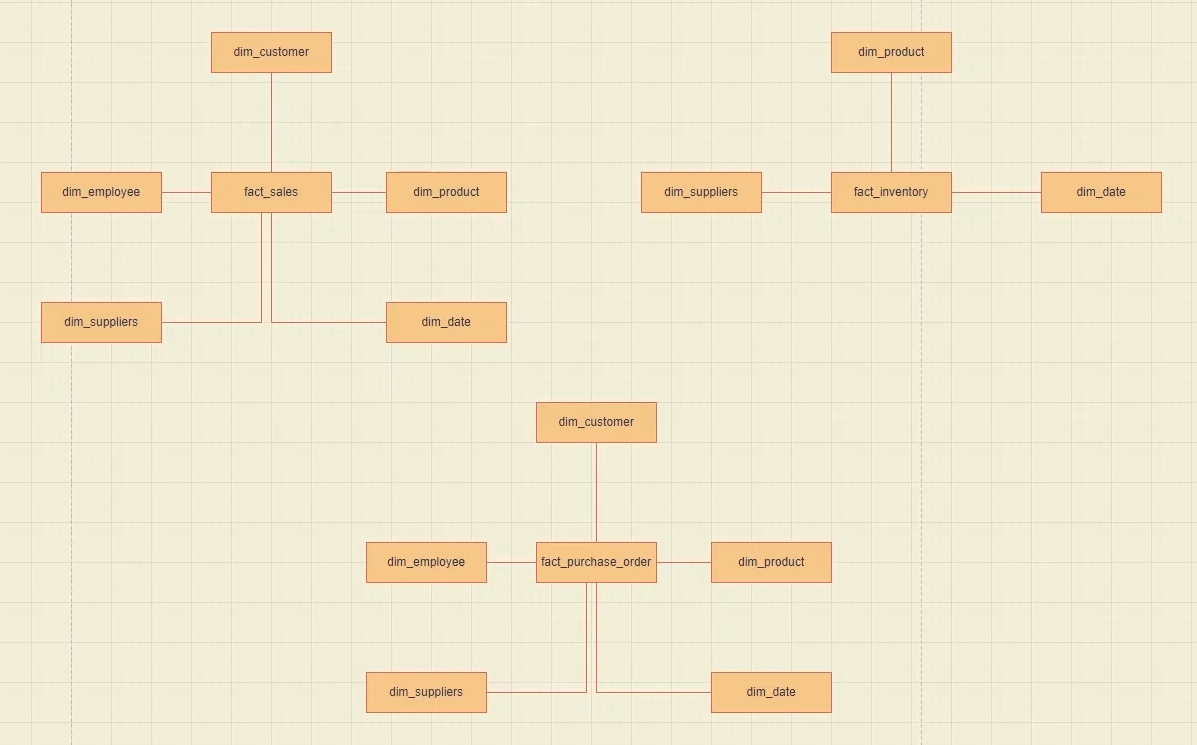 dim_customer
dim_product
dim_employee
fact_sales
dim_product
dim_suppliers
fact_inventory
dim_date
dim_suppliers
dim_date
dim_customer
dim_employee
fact_purchase_order
dim_product
dim_suppliers
dim_date